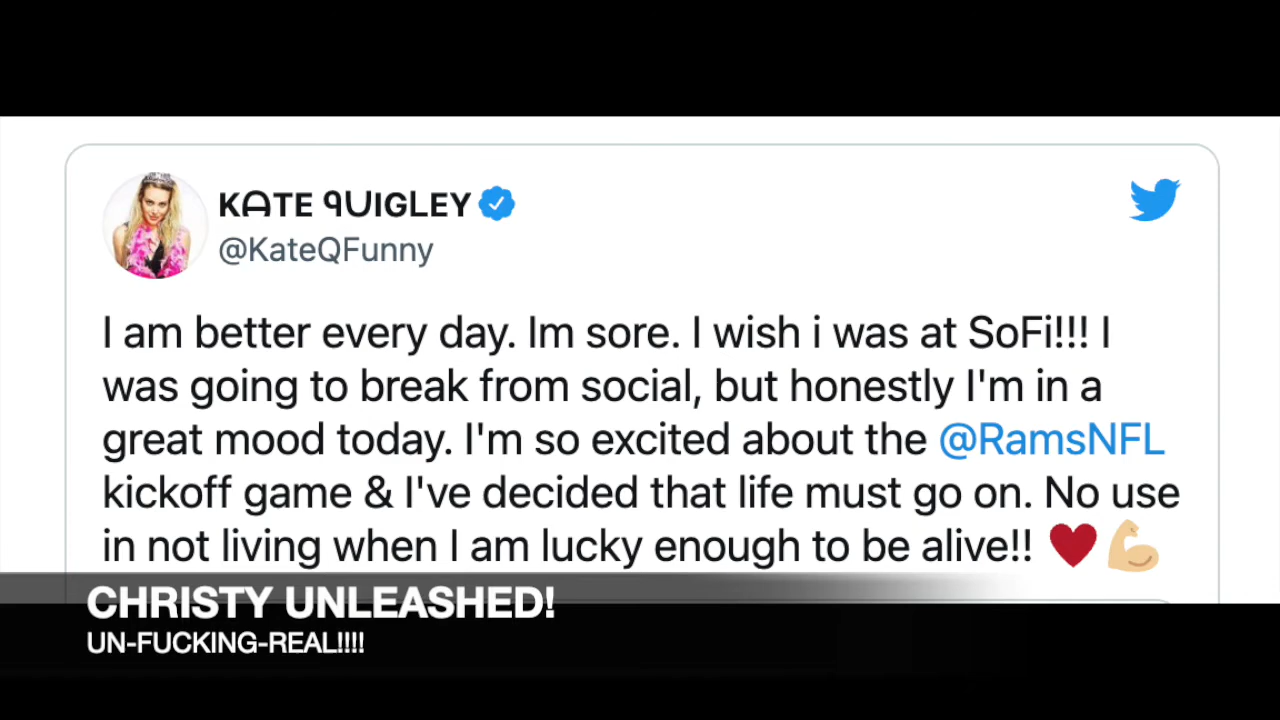 KᗩTE ᑫᑌIGLEY
@KateQFunny
I am better every day. Im sore. I wish i was at SoFi!!! I
was going to break from social, but honestly I'm in a
great mood today. I'm so excited about the @RamsNFL
kickoff game & I've decided that life must go on. No use
in not living when I am lucky enough to be alive!! ♥️💪🏼
CHRISTY UNLEASHED!
UN-FUCKING-REAL!!!!